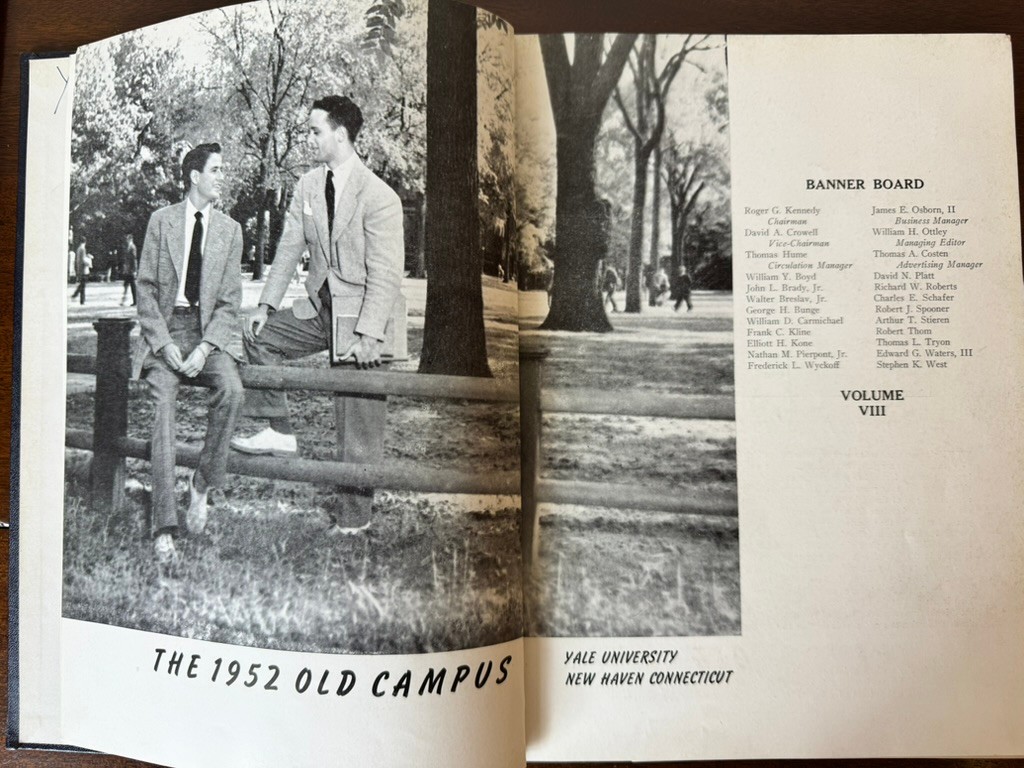 THE 1952 OLD CAMPUS
YALE UNIVERSITY
NEW HAVEN CONNECTICUT
BANNER BOARD
Roger G. Kennedy
Chairman
David A. Crowell
Vice-Chairman
Thomas Hume
Circulation Manager
William Y. Boyd
John L. Brady, Jr.
Walter Breslav, Jr.
George H. Bunge
William D. Carmichael
Frank C. Kline
Elliott H. Kone
Nathan M. Pierpont, Jr.
Frederick L. Wyckoff
James E. Osborn, II
Business Manager
William H. Ottley
Managing Editor
Thomas A. Costen
Advertising Manager
David N. Platt
Richard W. Roberts
Charles E. Schafer
Robert J. Spooner
Arthur T. Stieren
Robert Thom
Thomas L. Tryon
Edward G. Waters, III
Stephen K. West
VOLUME
VIII